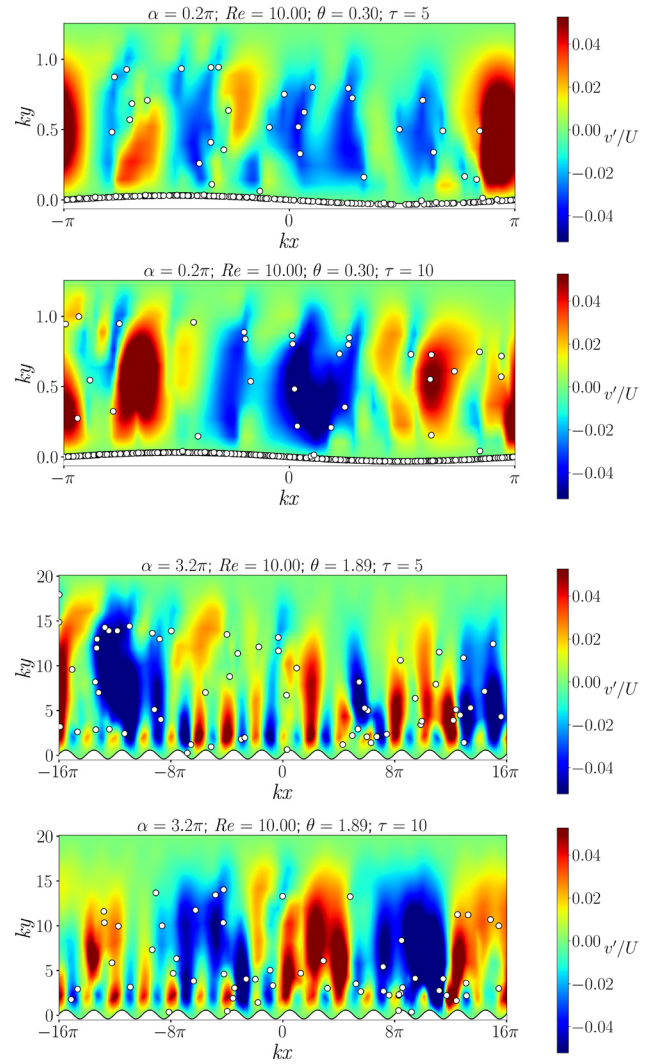 α = 0.2π; Re = 10.00; θ = 0.30; τ = 5
ky
1.0
0.5
0.0
−π
0
π
kx
0.04
0.02
0.00
−0.02
−0.04
v′/U
α = 0.2π; Re = 10.00; θ = 0.30; τ = 10
ky
1.0
0.5
0.0
−π
0
π
kx
0.04
0.02
0.00
−0.02
−0.04
v′/U
α = 3.2π; Re = 10.00; θ = 1.89; τ = 5
ky
20
15
10
5
0
−16π
−8π
0
8π
16π
kx
0.04
0.02
0.00
−0.02
−0.04
v′/U
α = 3.2π; Re = 10.00; θ = 1.89; τ = 10
ky
20
15
10
5
0
−16π
−8π
0
8π
16π
kx
0.04
0.02
0.00
−0.02
−0.04
v′/U